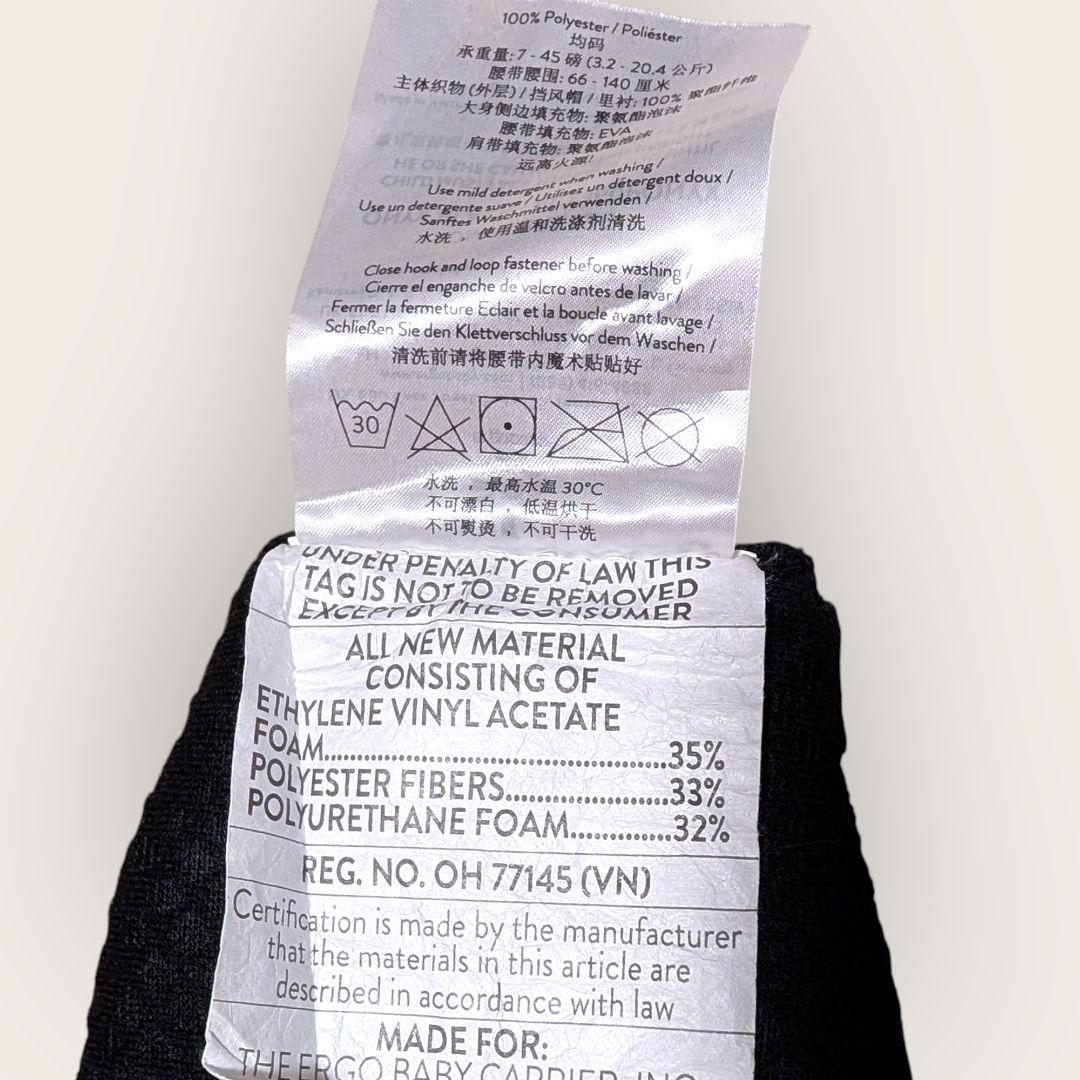 100% Polyester / Poliéster
均码
承重量: 7 - 45 磅 (3.2 - 20.4 公斤)
腰带腰围: 66 - 140 厘米
主体织物 (外层) / 挡风帽 / 里衬: 100% 聚酯纤维
大身侧边填充物: 聚氨酯泡沫
腰带填充物: EVA
肩带填充物: 聚氨酯泡沫
远离火源!
Use mild detergent when washing /
Utilisez un détergent doux /
Use un detergente suave /
Sanftes Waschmittel verwenden /
水洗，使用温和洗涤剂清洗
Close hook and loop fastener before washing /
Cierre el enganche de velcro antes de lavar /
Fermer la fermeture Eclair et la boucle avant lavage /
Schließen Sie den Klettverschluss vor dem Waschen /
清洗前请将腰带内魔术贴贴好
30
水洗，最高水温 30°C
不可漂白，低温烘干
不可熨烫，不可干洗
UNDER PENALTY OF LAW THIS
TAG IS NOT TO BE REMOVED
EXCEPT BY THE CONSUMER
ALL NEW MATERIAL
CONSISTING OF
ETHYLENE VINYL ACETATE
FOAM..........................................35%
POLYESTER FIBERS....................33%
POLYURETHANE FOAM.............32%
REG. NO. OH 77145 (VN)
Certification is made by the manufacturer
that the materials in this article are
described in accordance with law
MADE FOR:
THE ERGO BABY CARRIER, INC.